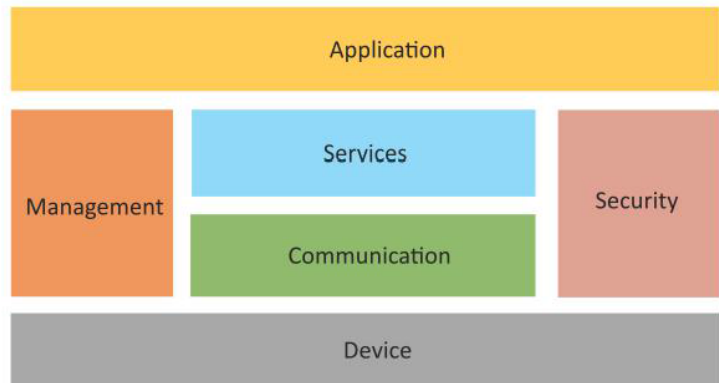 Application
Management
Services
Communication
Security
Device